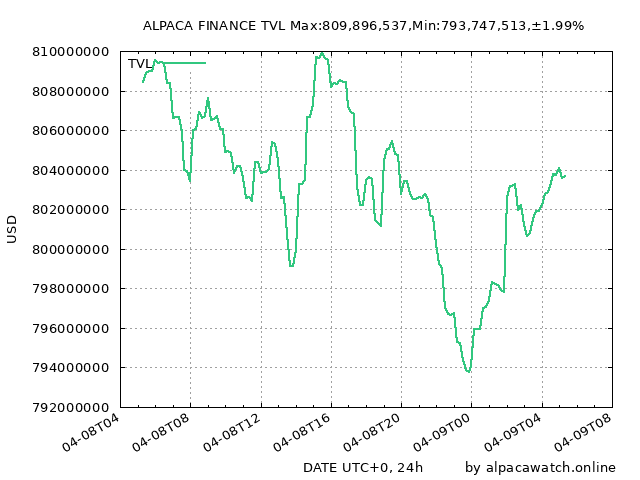 ALPACA FINANCE TVL Max:809,896,537,Min:793,747,513,±1.99%
TVL
810000000
808000000
806000000
804000000
802000000
800000000
798000000
796000000
794000000
792000000
USD
04-08T04
04-08T08
04-08T12
04-08T16
04-08T20
04-09T00
04-09T04
04-09T08
DATE UTC+0, 24h
by alpacawatch.online